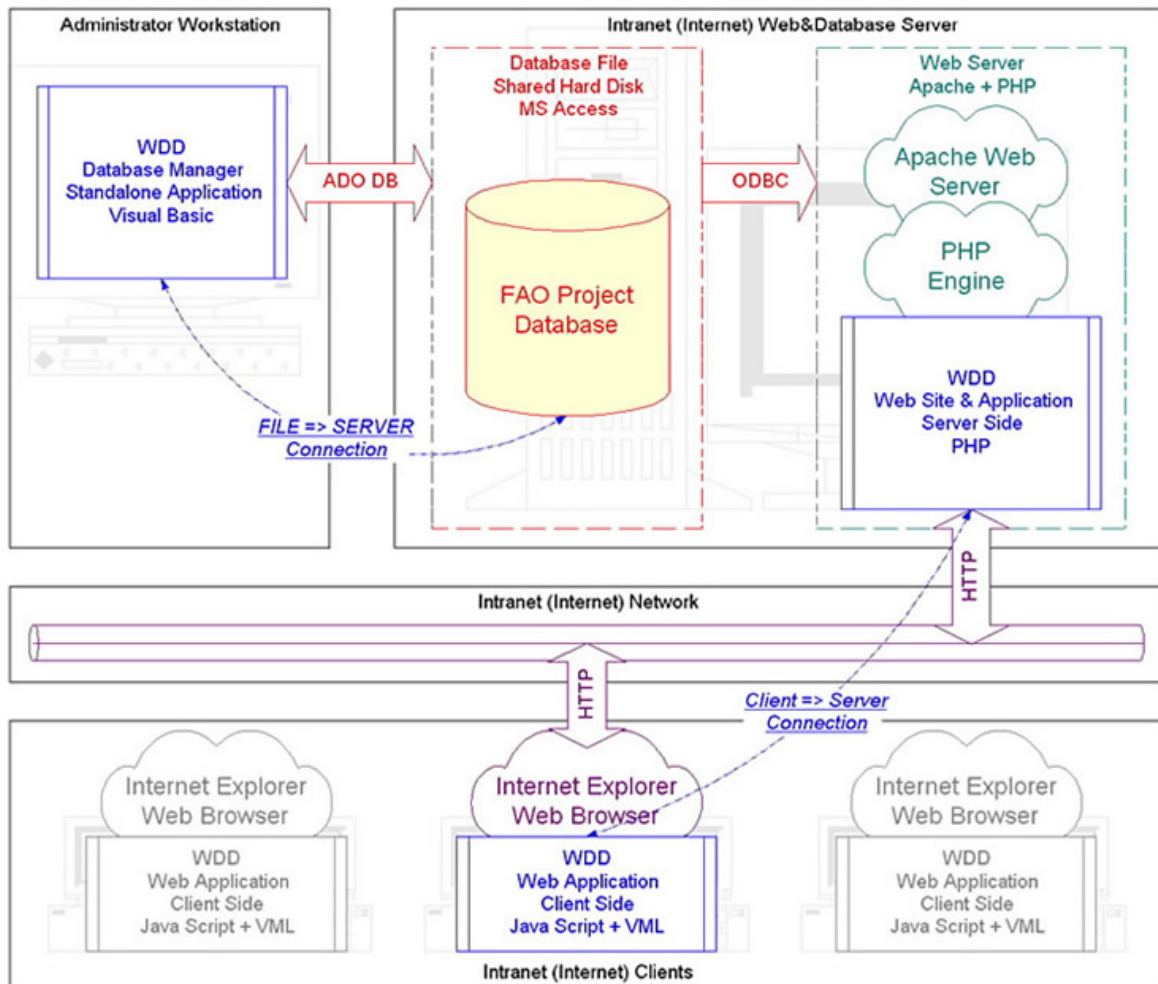 Administrator Workstation
WDD
Database Manager
Standalone Application
Visual Basic
ADO DB
FILE => SERVER
Connection
Intranet (Internet) Web&Database Server
Database File
Shared Hard Disk
MS Access
FAO Project
Database
ODBC
Web Server
Apache + PHP
Apache Web
Server
PHP
Engine
WDD
Web Site & Application
Server Side
PHP
HTTP
Intranet (Internet) Network
HTTP
Client => Server
Connection
Internet Explorer
Web Browser
WDD
Web Application
Client Side
Java Script + VML
Internet Explorer
Web Browser
WDD
Web Application
Client Side
Java Script + VML
Internet Explorer
Web Browser
WDD
Web Application
Client Side
Java Script + VML
Intranet (Internet) Clients